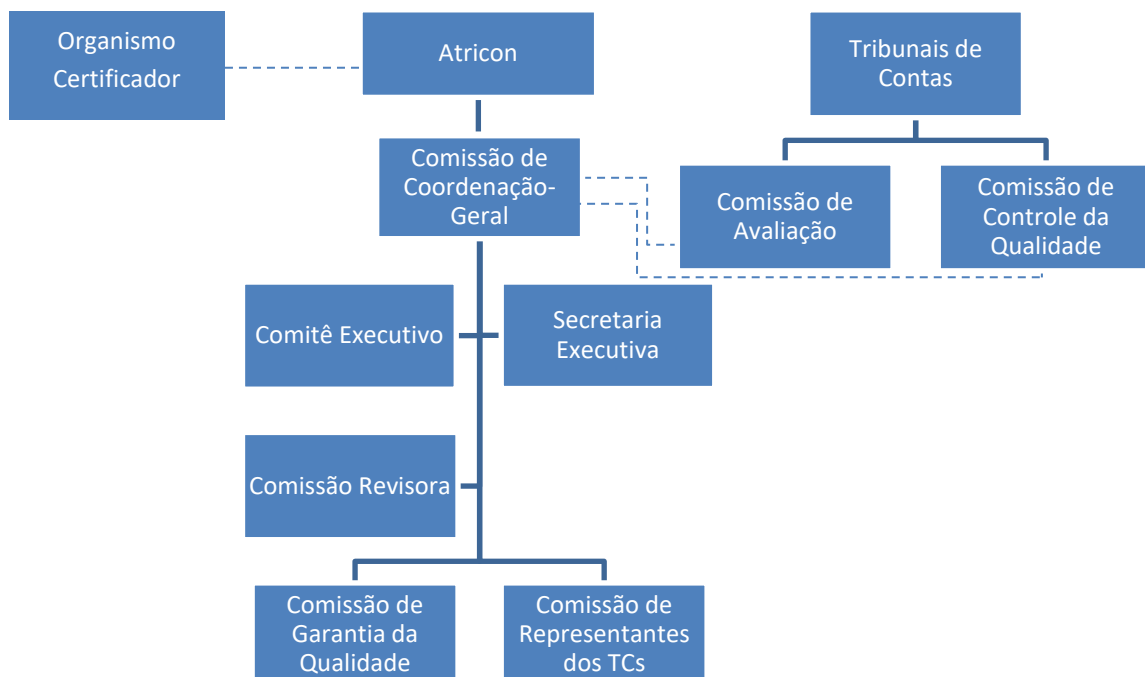 Organismo
Certificador
Atricon
Tribunais de
Contas
Comissão de
Coordenação-
Geral
Comissão de
Avaliação
Comissão de
Controle da
Qualidade
Comitê Executivo
Secretaria
Executiva
Comissão Revisora
Comissão de
Garantia da
Qualidade
Comissão de
Representantes
dos TCs